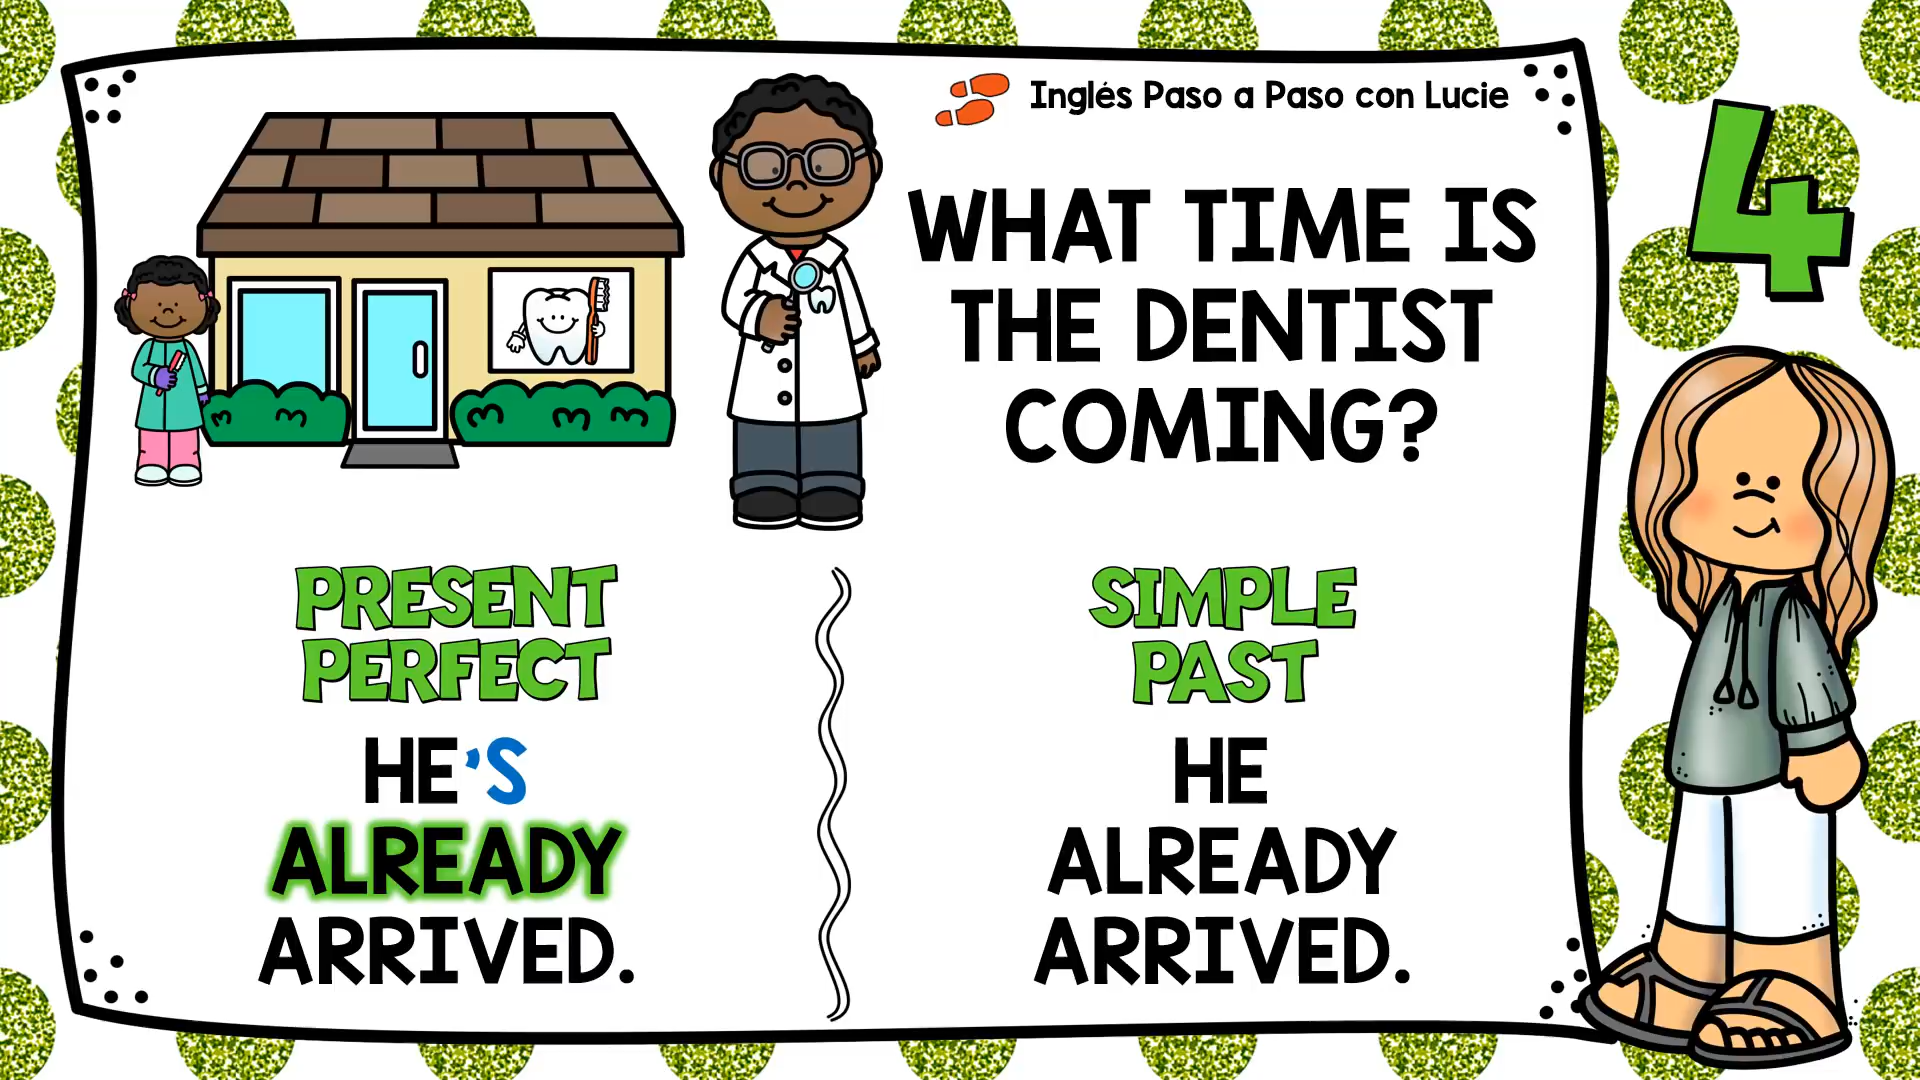 Inglés Paso a Paso con Lucie
4
WHAT TIME IS
THE DENTIST
COMING?
PRESENT
PERFECT
HE'S
ALREADY
ARRIVED.
SIMPLE
PAST
HE
ALREADY
ARRIVED.